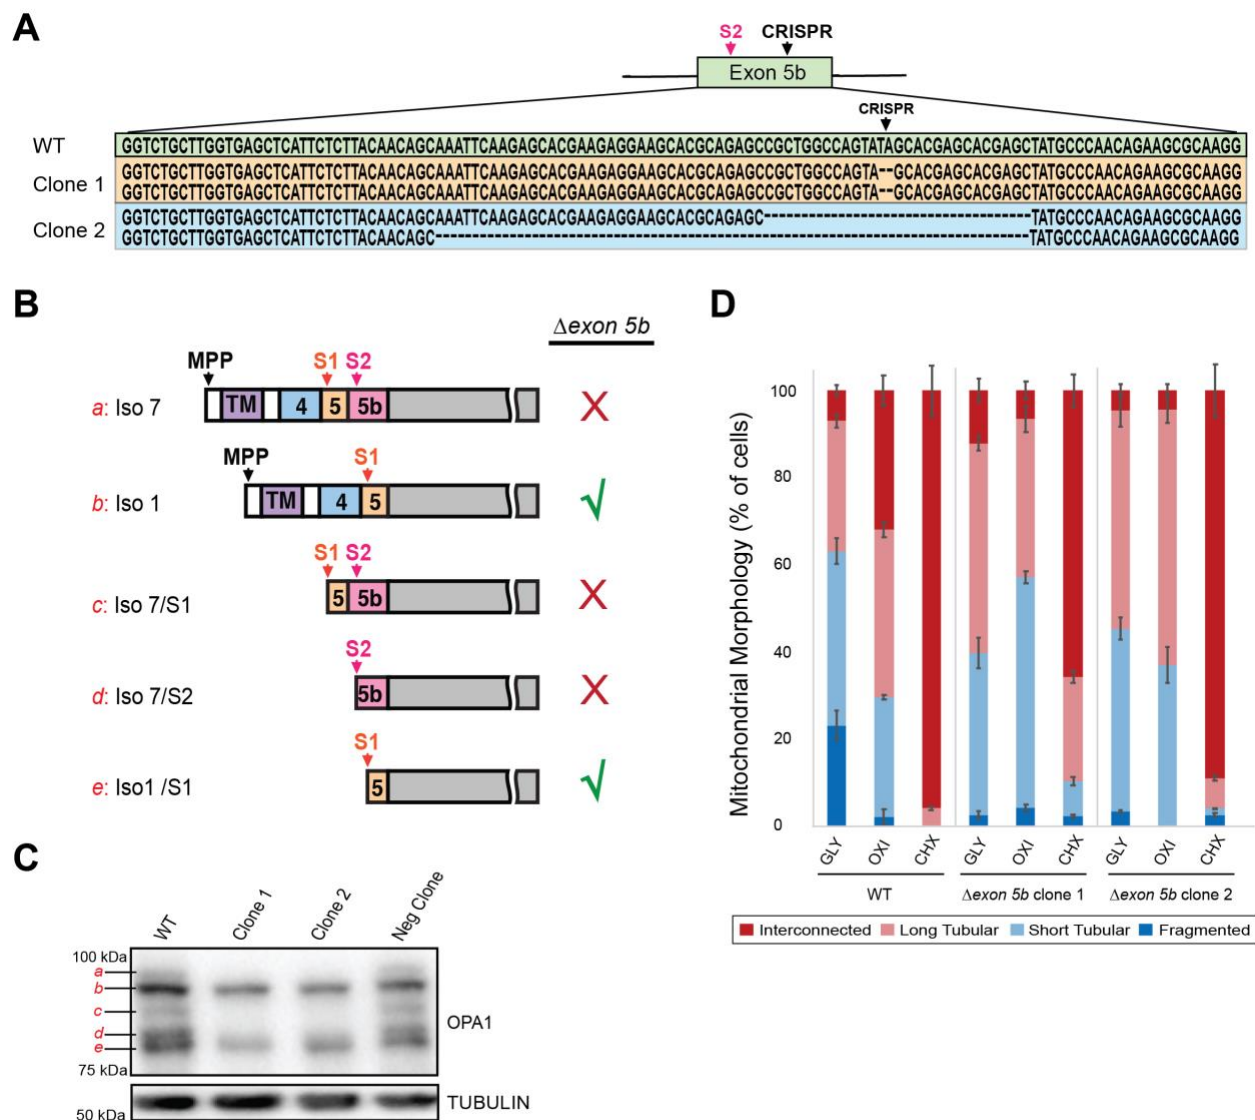 A
S2 CRISPR
Exon 5b
CRISPR
WT GGTCTGCTTGGTGAGCTCATTCTCTTACAACAGCAAATTCAAGAGCACGAAGAGGAAGCACGCAGAGCCGCTGGCCAGTATAGCACGAGCACGAGCTATGCCCAACAGAAGCGCAAGG
Clone 1
GGTCTGCTTGGTGAGCTCATTCTCTTACAACAGCAAATTCAAGAGCACGAAGAGGAAGCACGCAGAGCCGCTGGCCAGTA--GCACGAGCACGAGCTATGCCCAACAGAAGCGCAAGG
GGTCTGCTTGGTGAGCTCATTCTCTTACAACAGCAAATTCAAGAGCACGAAGAGGAAGCACGCAGAGCCGCTGGCCAGTA--GCACGAGCACGAGCTATGCCCAACAGAAGCGCAAGG
Clone 2
GGTCTGCTTGGTGAGCTCATTCTCTTACAACAGCAAATTCAAGAGCACGAAGAGGAAGCACGCAGAGC----------------------------TATGCCCAACAGAAGCGCAAGG
GGTCTGCTTGGTGAGCTCATTCTCTTACAACAGC--------------------------------------------------------------TATGCCCAACAGAAGCGCAAGG
B
Δexon 5b
MPP S1 S2
a: Iso 7 TM 4 5 5b X
MPP S1
b: Iso 1 TM 4 5 √
S1 S2
c: Iso 7/S1 5 5b X
S2
d: Iso 7/S2 5b X
S1
e: Iso1 /S1 5 √
C
WT Clone 1 Clone 2 Neg Clone
100 kDa
a
b
c
d
e
75 kDa
OPA1
50 kDa
TUBULIN
D
Mitochondrial Morphology (% of cells)
100
80
60
40
20
0
GLY OXI CHX GLY OXI CHX GLY OXI CHX
WT Δexon 5b clone 1 Δexon 5b clone 2
Interconnected Long Tubular Short Tubular Fragmented